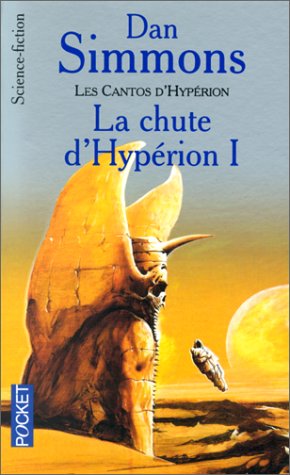 Dan
Simmons
LES CANTOS D'HYPÉRION
La chute
d'Hypérion I
Science-fiction
POCKET